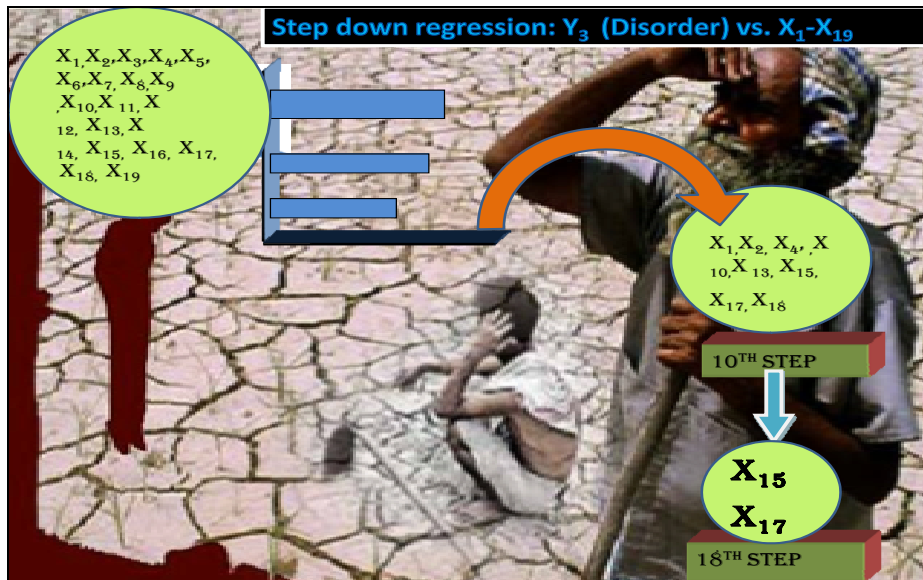 Step down regression: Y₃ (Disorder) vs. X₁-X₁₉
X₁,X₂,X₃,X₄,X₅,
X₆,X₇, X₈,X₉
,X₁₀,X ₁₁, X
₁₂, X₁₃, X
₁₄, X₁₅, X₁₆, X₁₇,
X₁₈, X₁₉
X₁,X₂, X₄, ,X
₁₀,X ₁₃, X₁₅,
X₁₇, X₁₈
10TH STEP
X₁₅
X₁₇
18TH STEP